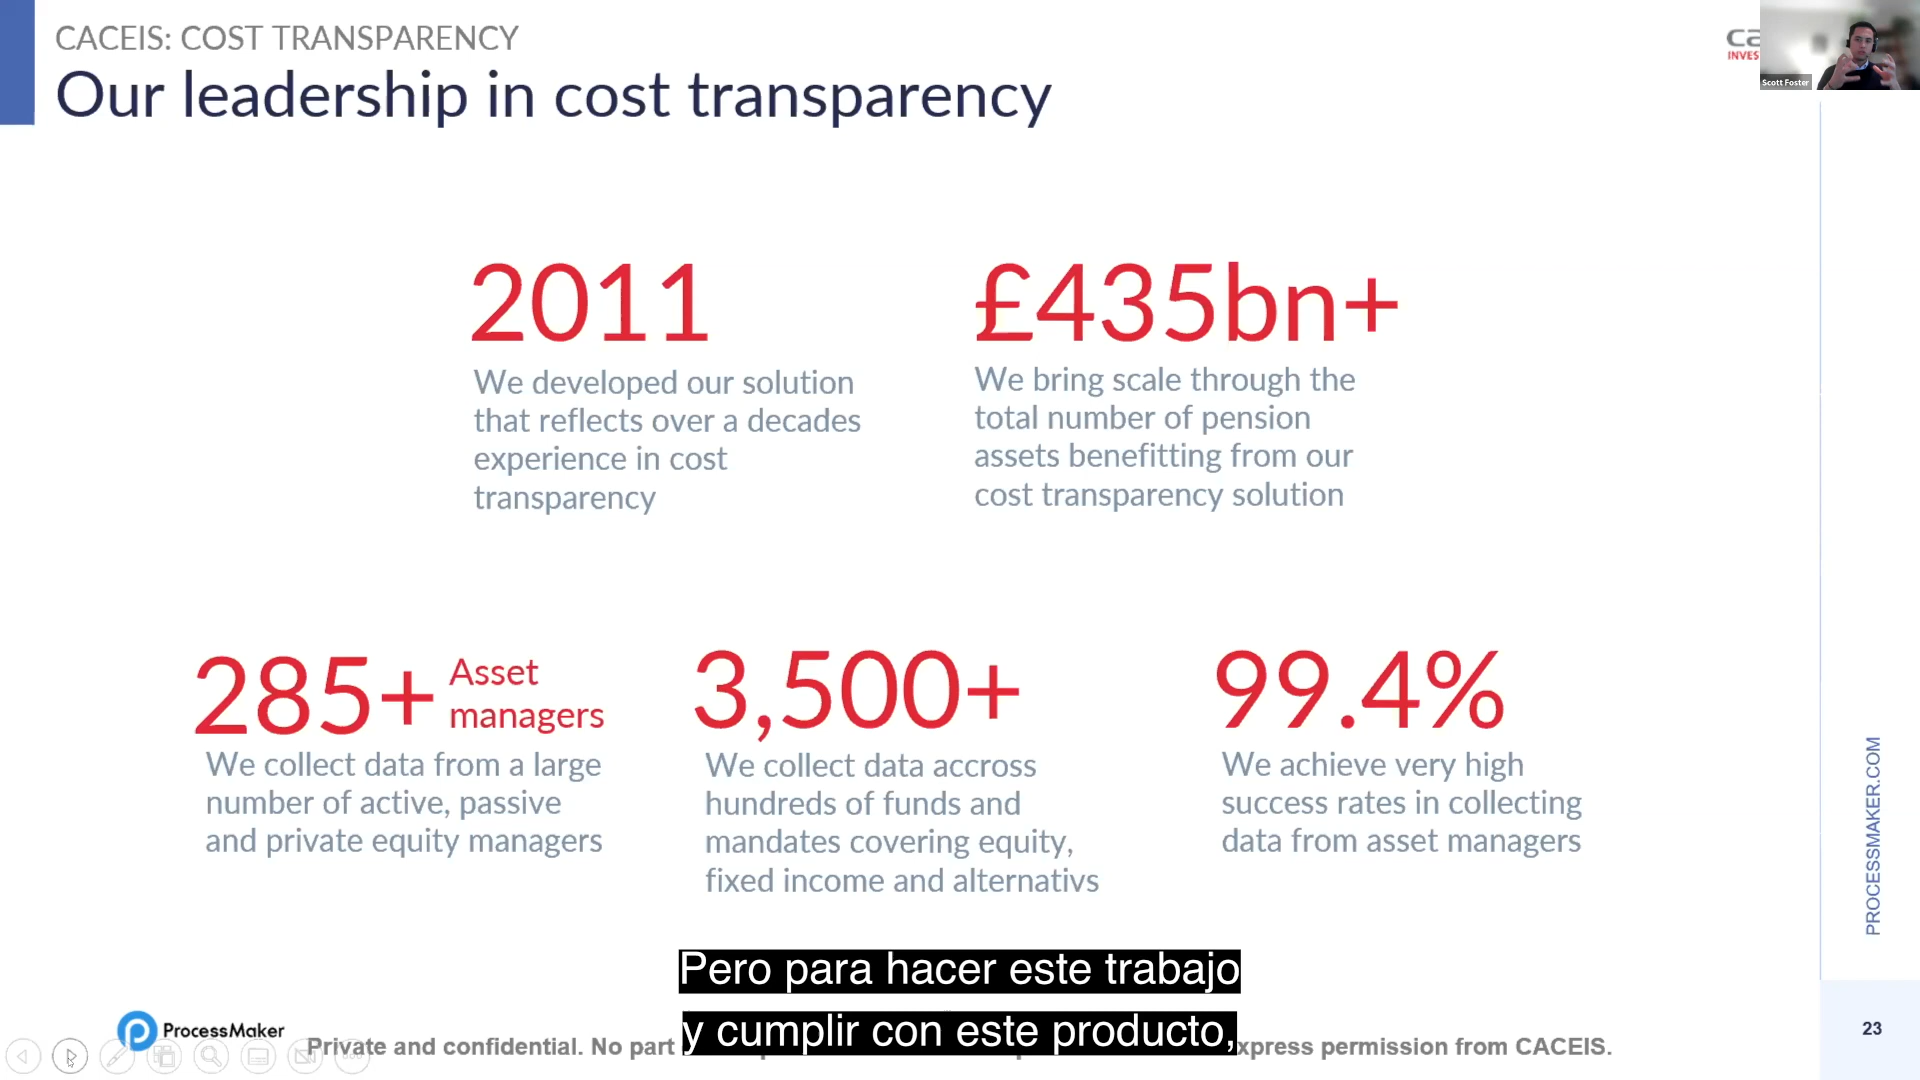 CACEIS: COST TRANSPARENCY
Our leadership in cost transparency
INVES
Scott Foster
2011
We developed our solution
that reflects over a decades
experience in cost
transparency
£435bn+
We bring scale through the
total number of pension
assets benefitting from our
cost transparency solution
285+ Asset
managers
We collect data from a large
number of active, passive
and private equity managers
3,500+
We collect data accross
hundreds of funds and
mandates covering equity,
fixed income and alternativs
99.4%
We achieve very high
success rates in collecting
data from asset managers
PROCESSMAKER.COM
Pero para hacer este trabajo
y cumplir con este producto,
ProcessMaker
Private and confidential. No part xpress permission from CACEIS.
23